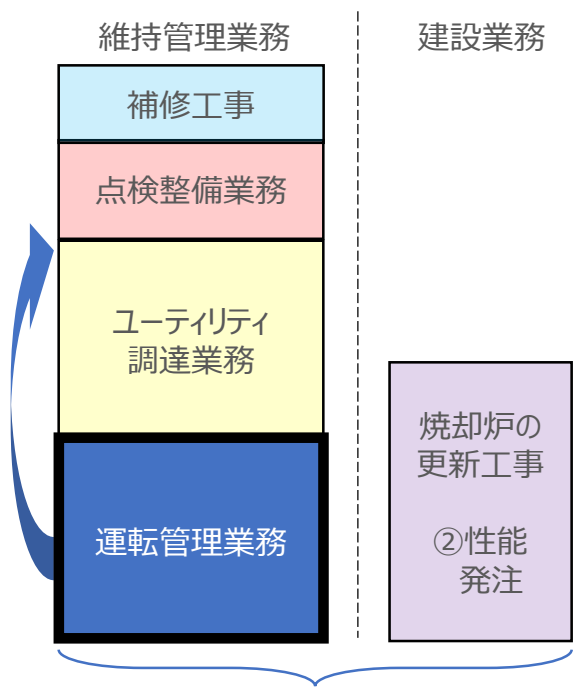 維持管理業務
補修工事
点検整備業務
ユーティリティ
調達業務
運転管理業務
建設業務
焼却炉の
更新工事
②性能
発注